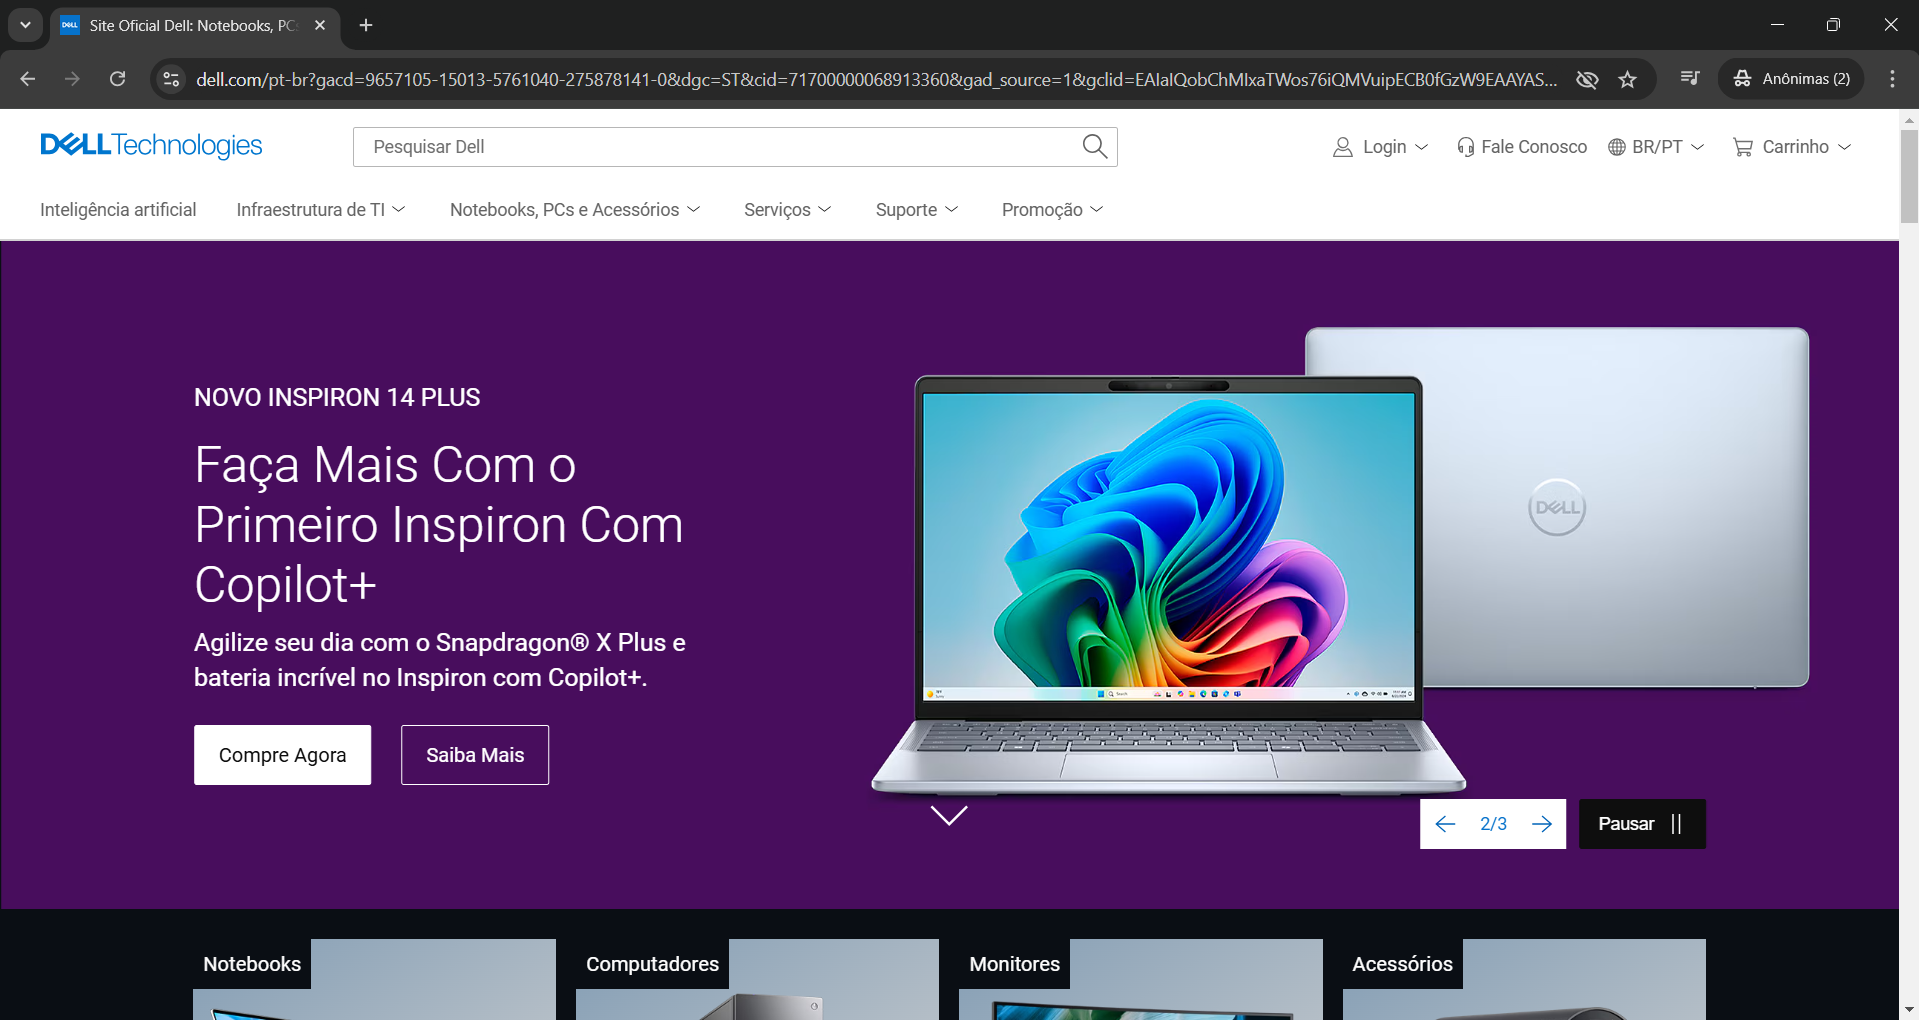 Site Oficial Dell: Notebooks, PCs
dell.com/pt-br?gacd=9657105-15013-5761040-275878141-0&dgc=ST&cid=71700000068913360&gad_source=1&gclid=EAIaIQobChMIxaTWos76iQMVuipECB0fGzW9EAAYAS...
Anônimas (2)
DELL Technologies
Pesquisar Dell
Login
Fale Conosco
BR/PT
Carrinho
Inteligência artificial
Infraestrutura de TI
Notebooks, PCs e Acessórios
Serviços
Suporte
Promoção
NOVO INSPIRON 14 PLUS
Faça Mais Com o
Primeiro Inspiron Com
Copilot+
Agilize seu dia com o Snapdragon® X Plus e
bateria incrível no Inspiron com Copilot+.
Compre Agora
Saiba Mais
DELL
Search
2/3
Pausar
Notebooks
Computadores
Monitores
Acessórios